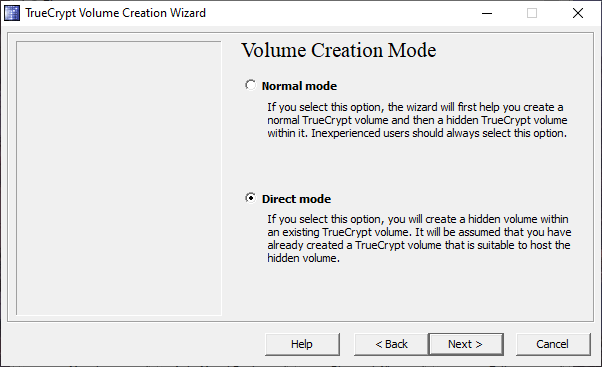 TrueCrypt Volume Creation Wizard
Volume Creation Mode
Normal mode
If you select this option, the wizard will first help you create a
normal TrueCrypt volume and then a hidden TrueCrypt volume
within it. Inexperienced users should always select this option.
Direct mode
If you select this option, you will create a hidden volume within
an existing TrueCrypt volume. It will be assumed that you have
already created a TrueCrypt volume that is suitable to host the
hidden volume.
Help
< Back
Next >
Cancel